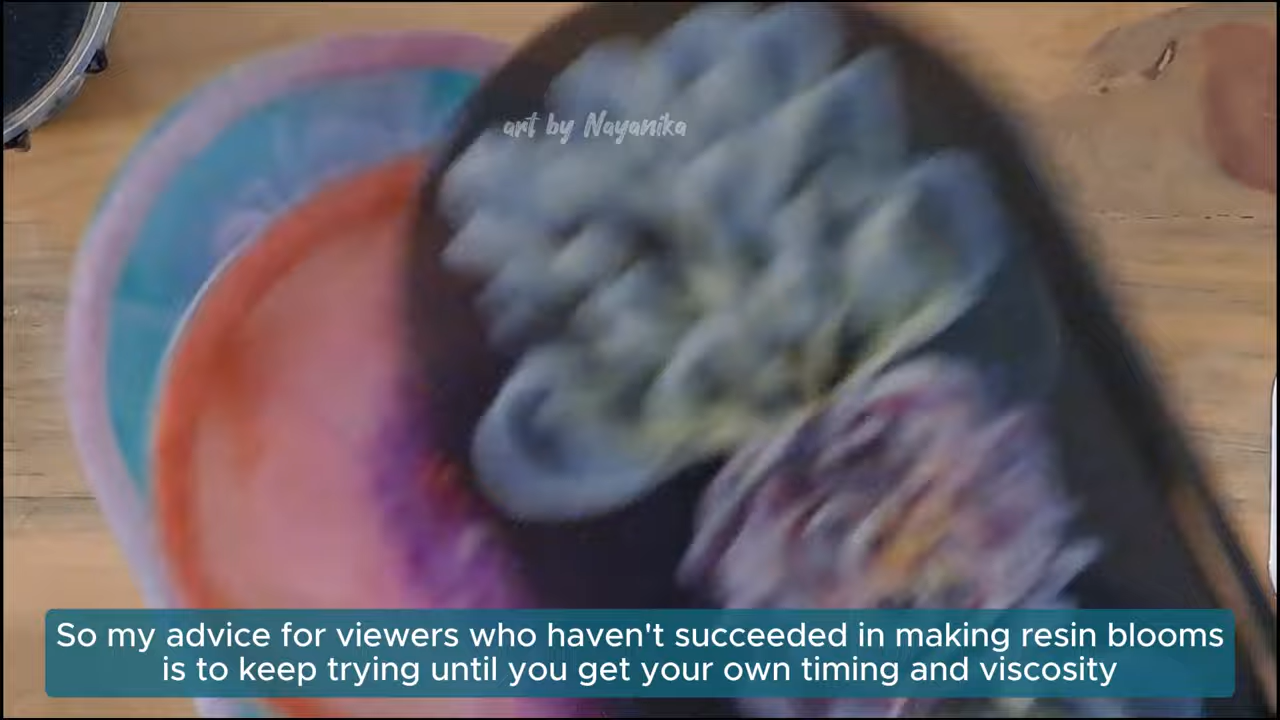 art by Nayanika
So my advice for viewers who haven't succeeded in making resin blooms
is to keep trying until you get your own timing and viscosity